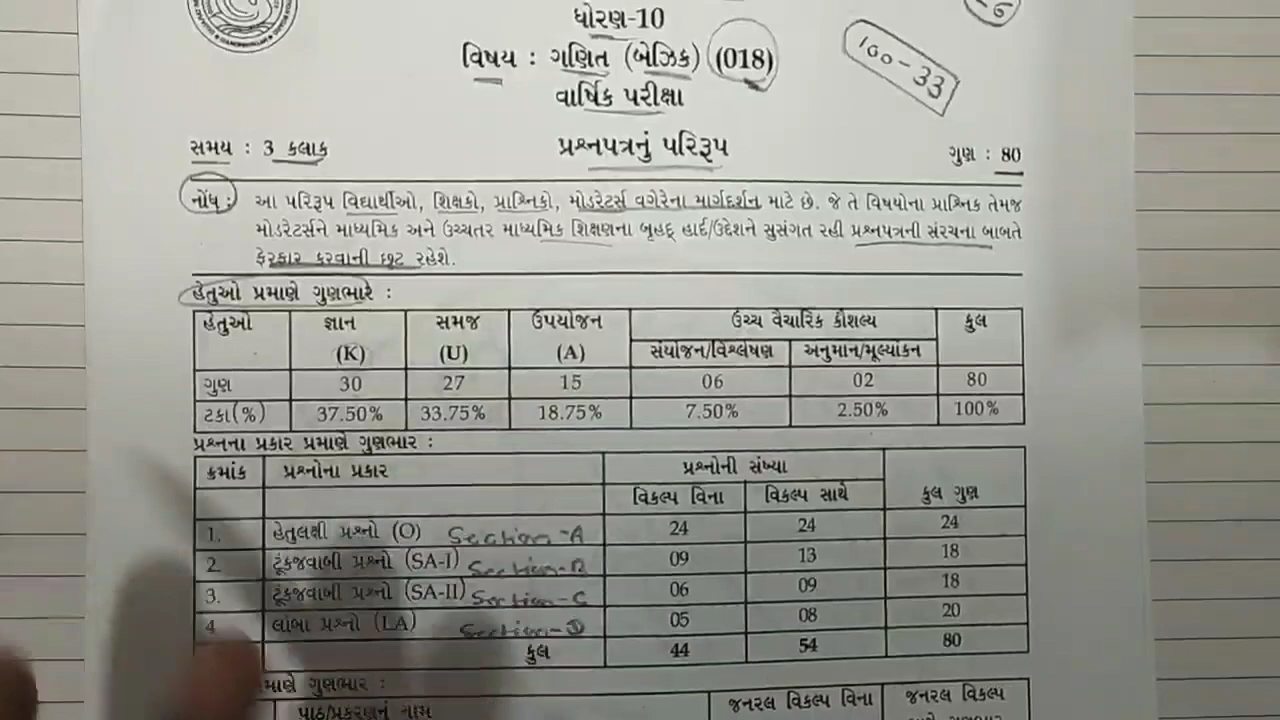 ધોરણ-10
વિષય : ગણિત (બેઝિક) (018)
100-33
વાર્ષિક પરીક્ષા
સમય : 3 કલાક પ્રશ્નપત્રનું પરિરૂપ ગુણ : 80
નોંધ : આ પરિરૂપ વિદ્યાર્થીઓ, શિક્ષકો, પ્રાશ્નિકો, મોડરેટર્સ વગેરેના માર્ગદર્શન માટે છે. જે તે વિષયોના પ્રાશ્નિક તેમજ
મોડરેટર્સને માધ્યમિક અને ઉચ્ચતર માધ્યમિક શિક્ષણના બૃહદ્ હાર્દ/ઉદ્દેશને સુસંગત રહી પ્રશ્નપત્રની સંરચના બાબતે
ફેરફાર કરવાની છૂટ રહેશે.
હેતુઓ પ્રમાણે ગુણભાર :
હેતુઓ જ્ઞાન સમજ ઉપયોજન ઉચ્ચ વૈચારિક કૌશલ્ય કુલ
(K) (U) (A) સંયોજન/વિશ્લેષણ અનુમાન/મૂલ્યાંકન
ગુણ 30 27 15 06 02 80
ટકા(%) 37.50% 33.75% 18.75% 7.50% 2.50% 100%
પ્રશ્નના પ્રકાર પ્રમાણે ગુણભાર :
ક્રમાંક પ્રશ્નોના પ્રકાર પ્રશ્નોની સંખ્યા
વિકલ્પ વિના વિકલ્પ સાથે કુલ ગુણ
1. હેતુલક્ષી પ્રશ્નો (O) Section-A 24 24 24
2. ટૂંકજવાબી પ્રશ્નો (SA-I) Section-B 09 13 18
3. ટૂંકજવાબી પ્રશ્નો (SA-II) Section-C 06 09 18
4 લાંબા પ્રશ્નો (LA) Section-D 05 08 20
કુલ 44 54 80
માણે ગુણભાર :
પાઠ/પ્રકરણનું નામ જનરલ વિકલ્પ વિના જનરલ વિકલ્પ